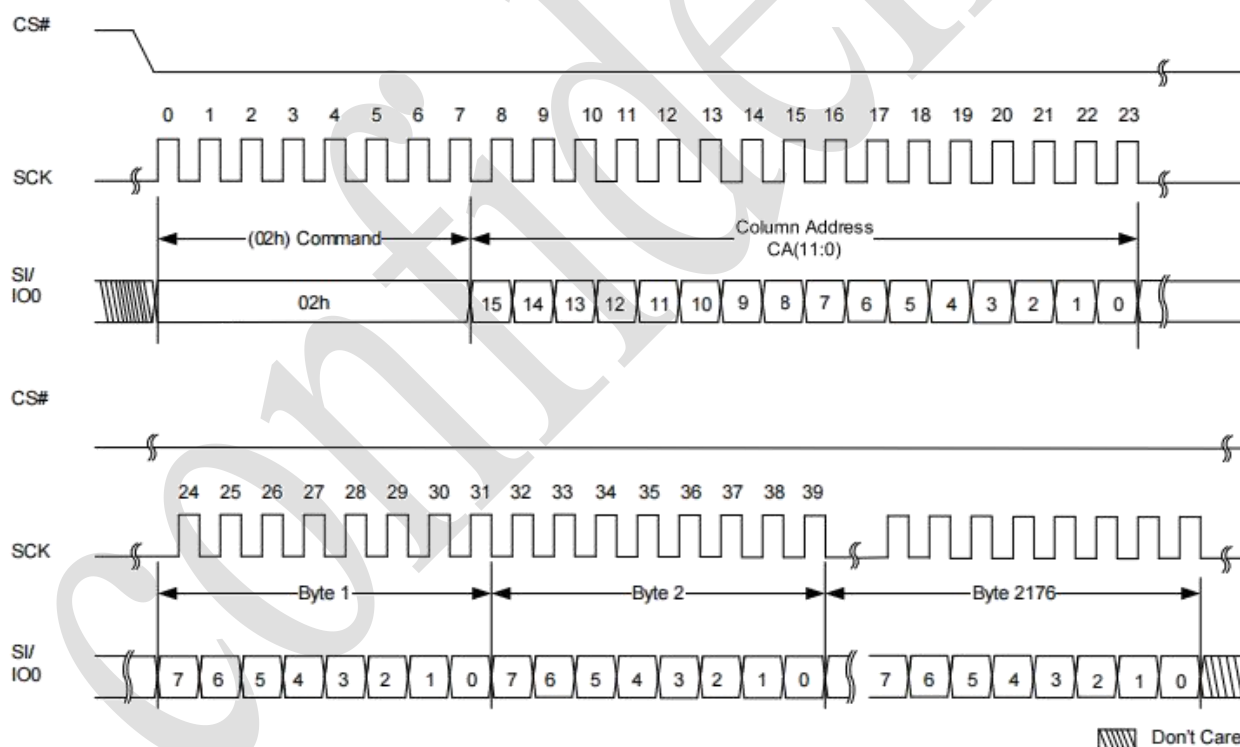 CS#
0 1 2 3 4 5 6 7 8 9 10 11 12 13 14 15 16 17 18 19 20 21 22 23
SCK
(02h) Command
Column Address
CA(11:0)
SI/
IO0
02h 15 14 13 12 11 10 9 8 7 6 5 4 3 2 1 0
CS#
24 25 26 27 28 29 30 31 32 33 34 35 36 37 38 39
SCK
Byte 1 Byte 2 Byte 2176
SI/
IO0
7 6 5 4 3 2 1 0 7 6 5 4 3 2 1 0 7 6 5 4 3 2 1 0
Don't Care